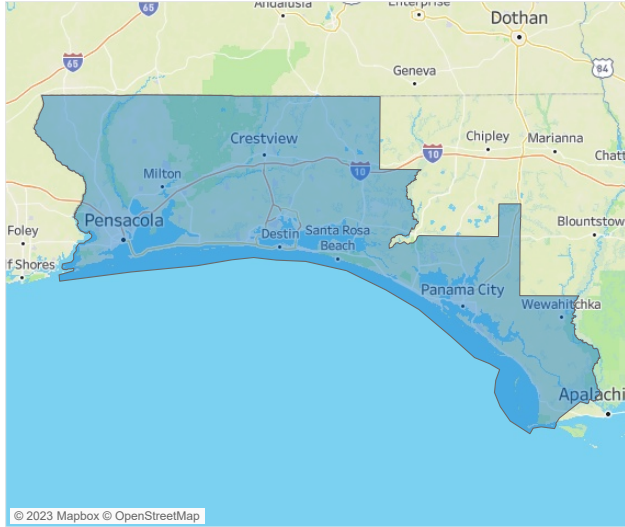 Andalusia
Enterprise
65
Dothan
65
84
Geneva
Crestview
Chipley
Marianna
10
Chatt
10
Milton
Pensacola
Foley
Destin
Santa Rosa
Beach
Blountstow
f Shores
Panama City
Wewahitchka
Apalachi
© 2023 Mapbox © OpenStreetMap